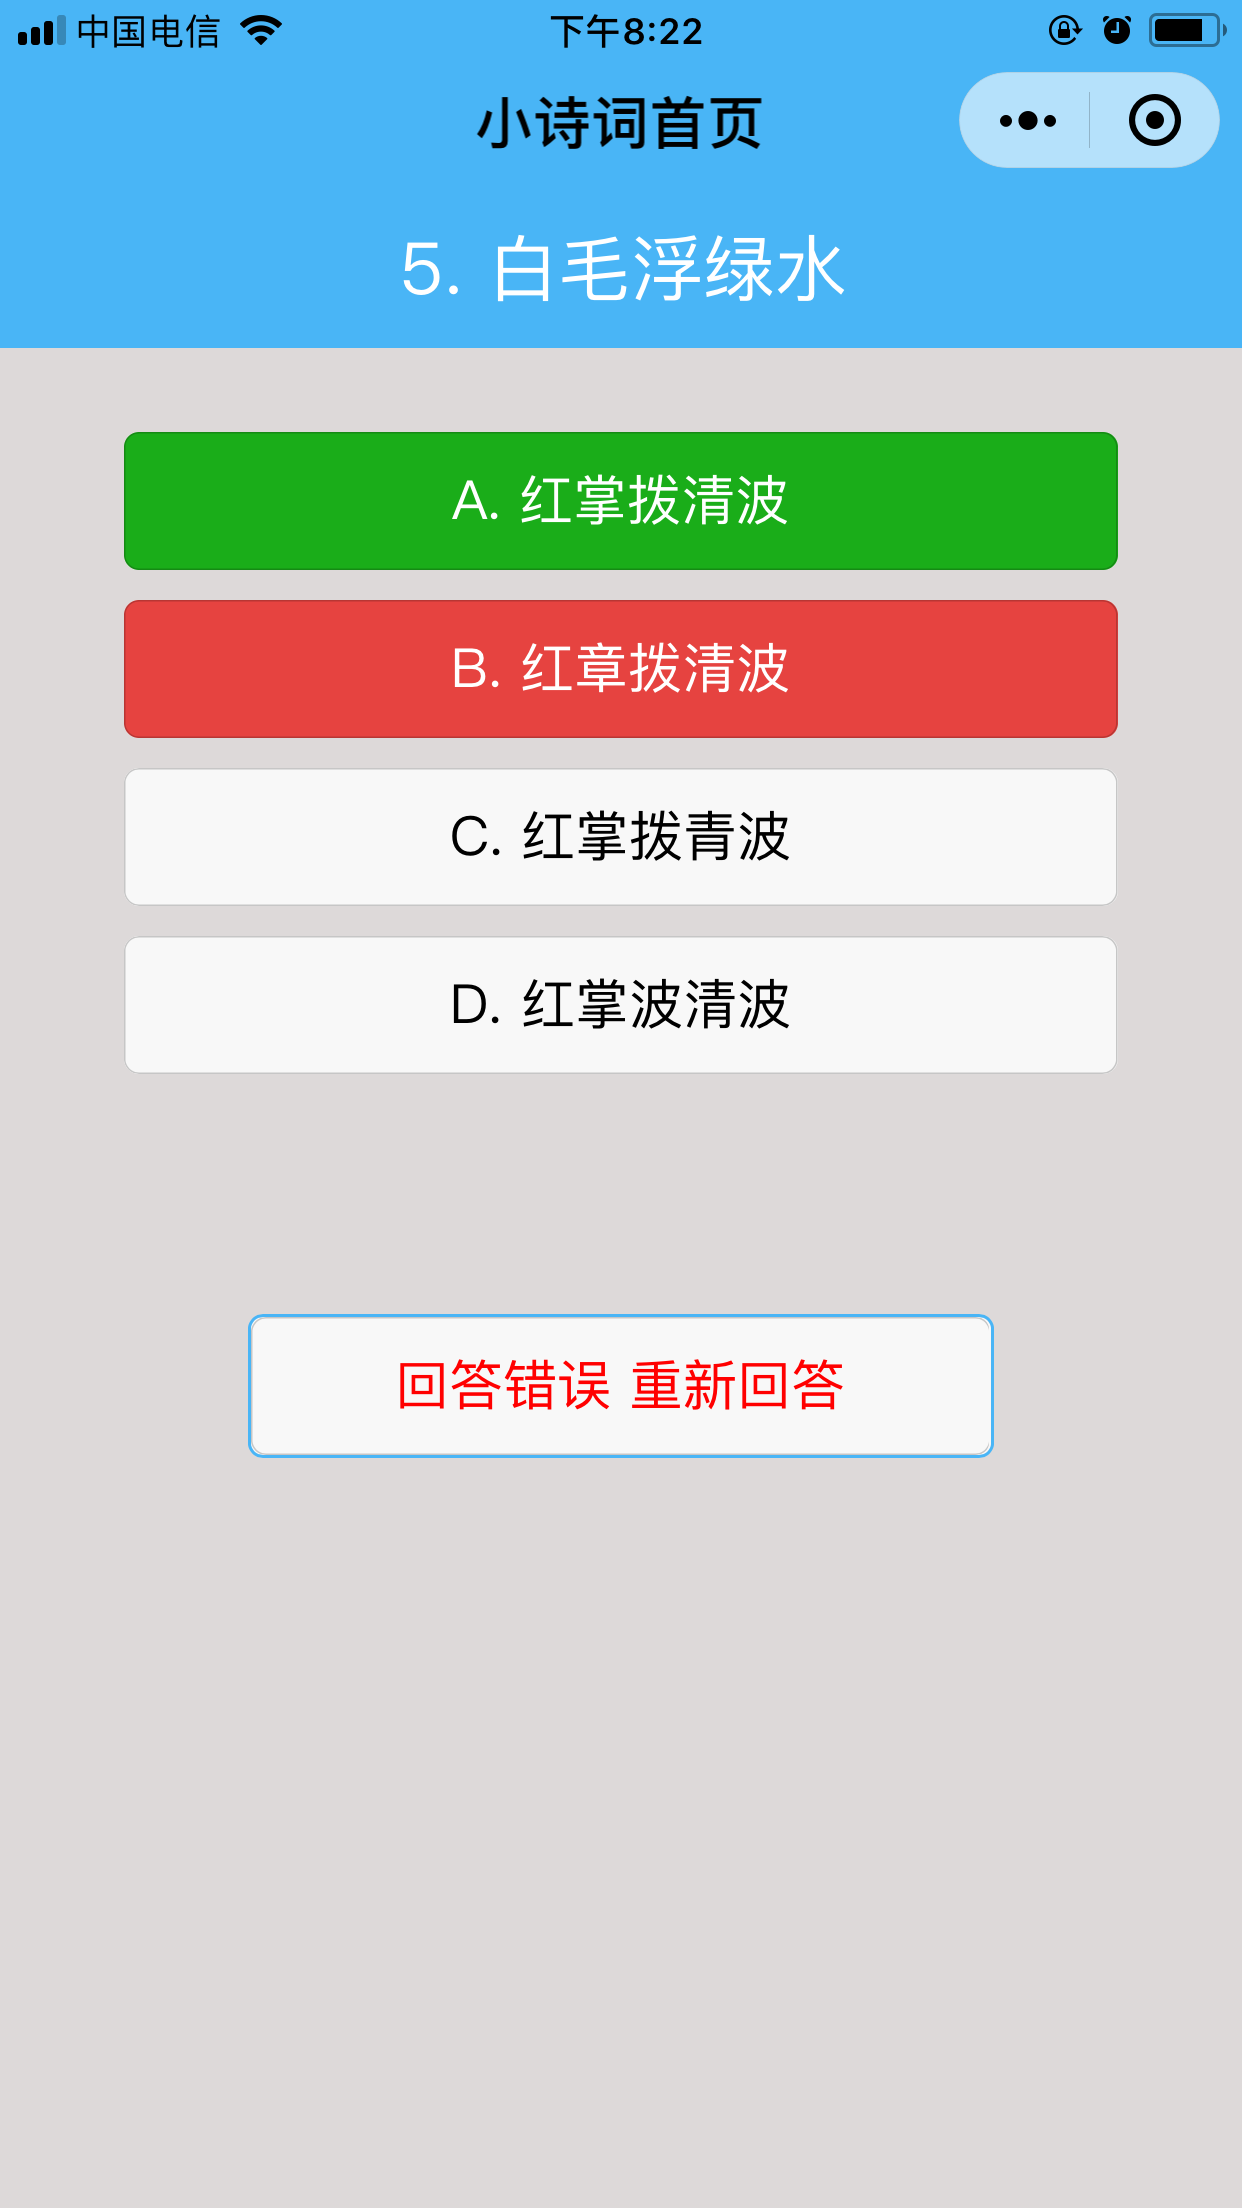 中国电信 下午8:22
小诗词首页
5. 白毛浮绿水
A. 红掌拨清波
B. 红章拨清波
C. 红掌拨青波
D. 红掌波清波
回答错误 重新回答